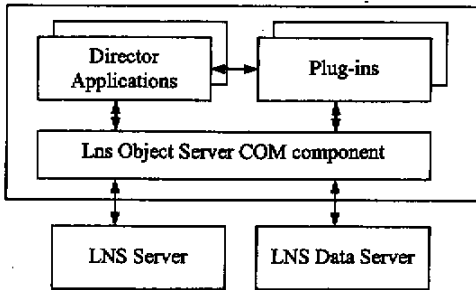 Director
Applications
Plug-ins
Lns Object Server COM component
LNS Server
LNS Data Server